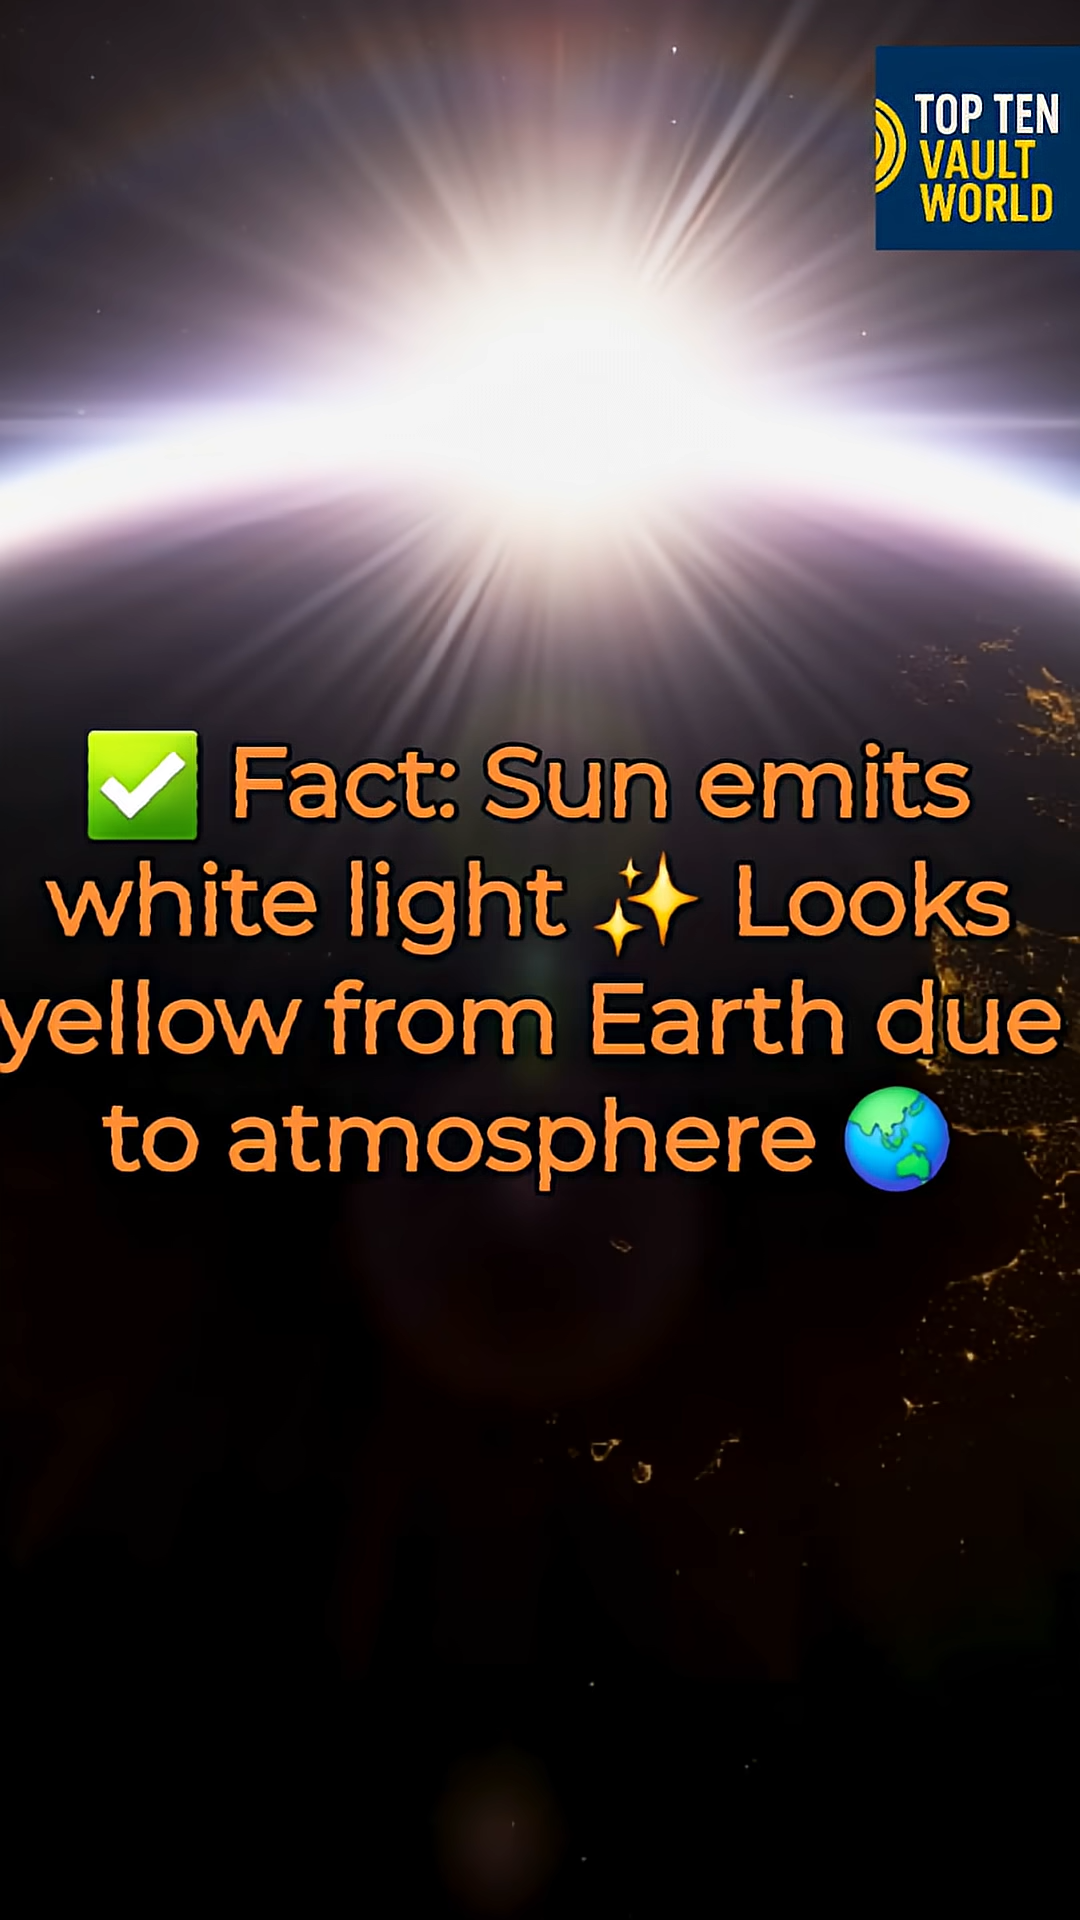 TOP TEN
VAULT
WORLD
✅ Fact: Sun emits
white light ✨ Looks
yellow from Earth due
to atmosphere 🌏